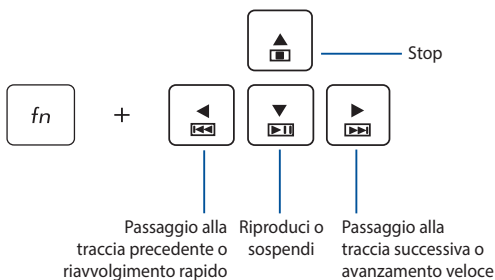 Stop
fn +
Passaggio alla
traccia precedente o
riavvolgimento rapido
Riproduci o
sospendi
Passaggio alla
traccia successiva o
avanzamento veloce